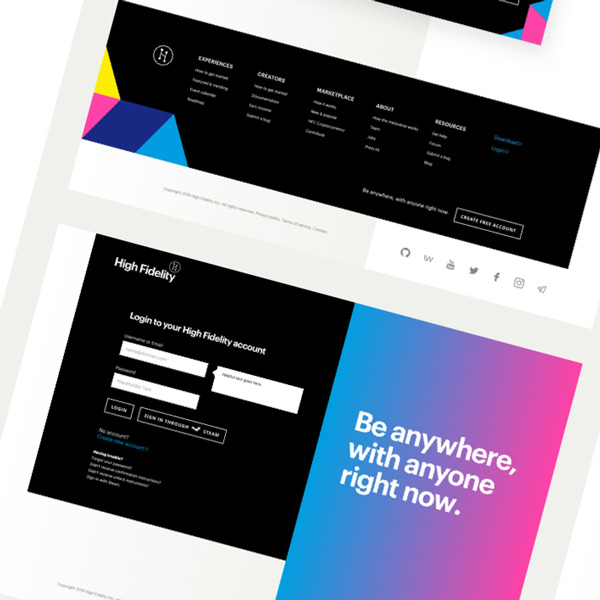 EXPERIENCES
How to get started
Featured & trending
Event calendar
Roadmap
CREATORS
How to get started
Documentation
Earn income
Submit a bug
MARKETPLACE
How it works
New & popular
HFC Cryptocurrency
Contribute
ABOUT
How the metaverse works
Team
Jobs
Press kit
RESOURCES
Get help
Forum
Submit a bug
Blog
Download
Login
Be anywhere, with anyone right now.
CREATE FREE ACCOUNT
Copyright 2018 High Fidelity Inc. All rights reserved. Privacy policy. Terms of service. Contact.
High Fidelity
Login to your High Fidelity account
Username or Email
name@domain.com
Helpful text goes here
Password
Placeholder Text
LOGIN
SIGN IN THROUGH STEAM
No account?
Create new account
Having trouble?
Forgot your password?
Didn't receive confirmation instructions?
Didn't receive unlock instructions?
Sign in with Steam.
Be anywhere,
with anyone
right now.
Copyright 2018 High Fidelity Inc.